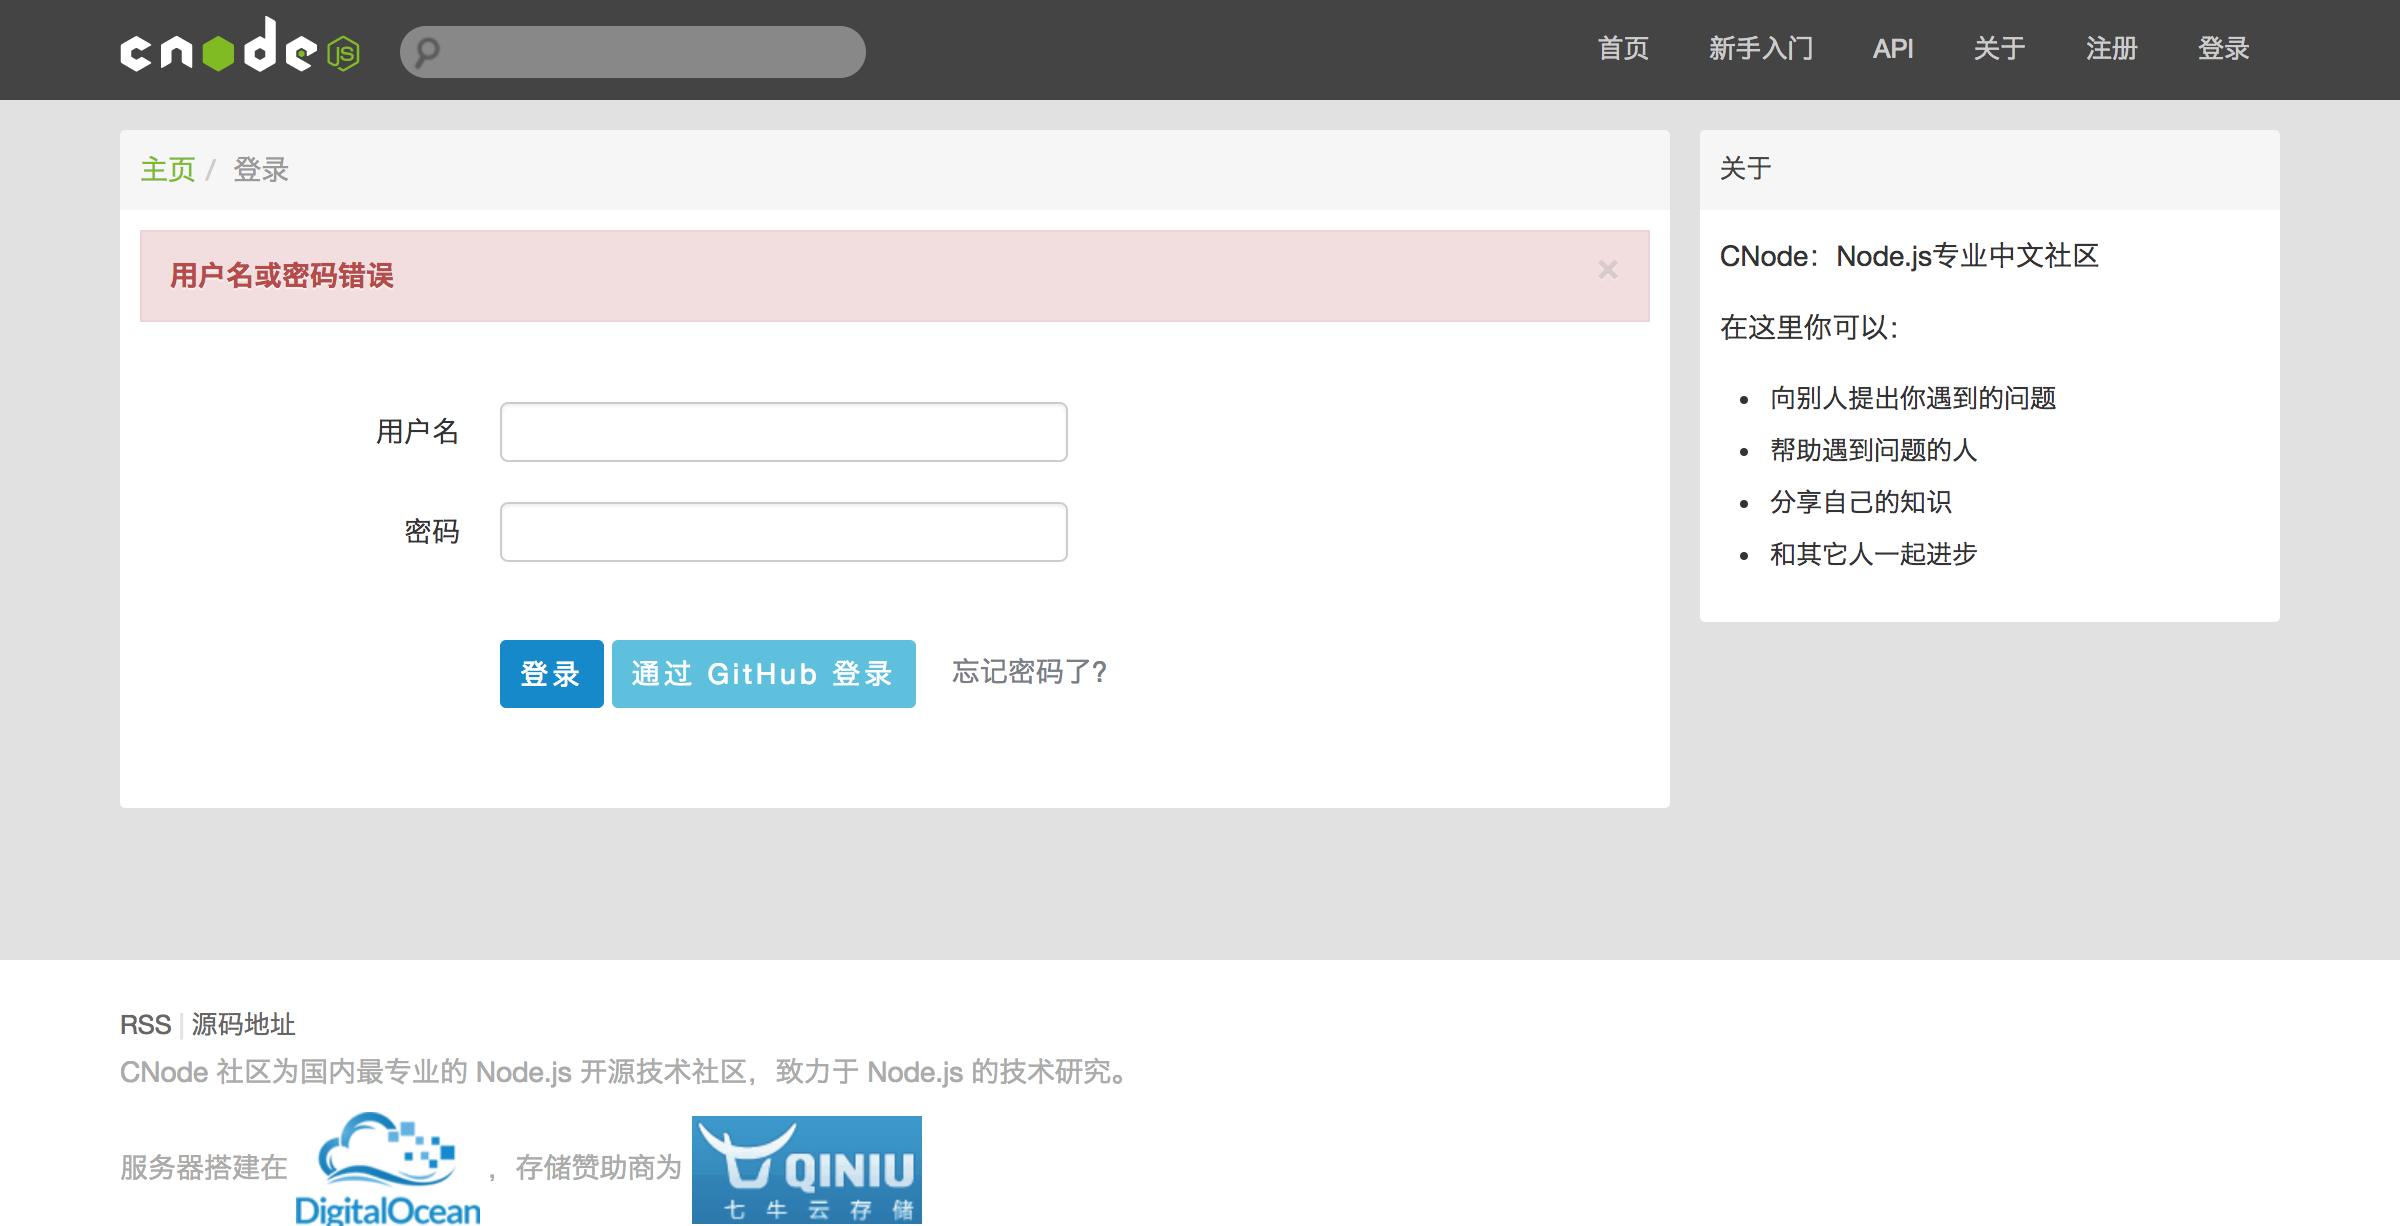 cnode JS
首页 新手入门 API 关于 注册 登录
主页 / 登录
用户名或密码错误 ×
用户名
密码
登录 通过 GitHub 登录 忘记密码了?
关于
CNode：Node.js专业中文社区
在这里你可以：
• 向别人提出你遇到的问题
• 帮助遇到问题的人
• 分享自己的知识
• 和其它人一起进步
RSS | 源码地址
CNode 社区为国内最专业的 Node.js 开源技术社区，致力于 Node.js 的技术研究。
服务器搭建在 DigitalOcean ，存储赞助商为 QINIU
七牛云存储